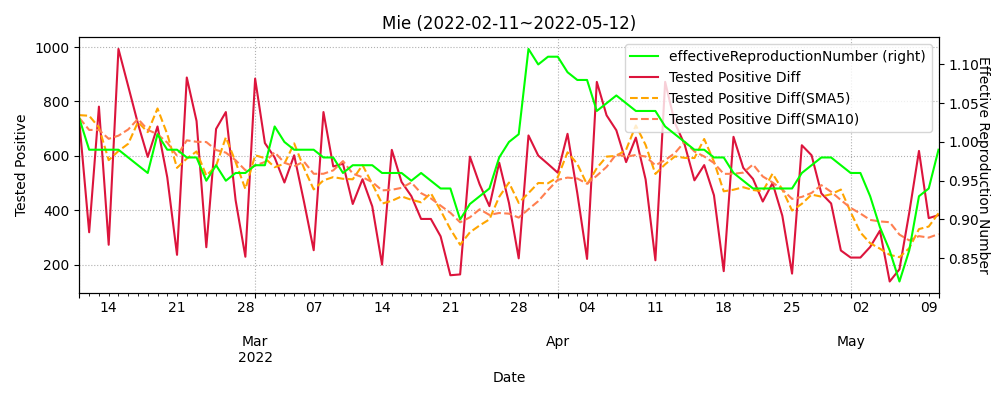 Mie (2022-02-11~2022-05-12)
effectiveReproductionNumber (right)
Tested Positive Diff
Tested Positive Diff(SMA5)
Tested Positive Diff(SMA10)
Tested Positive
1000
800
600
400
200
Effective Reproduction Number
1.10
1.05
1.00
0.95
0.90
0.85
14 21 28 07 14 21 28 04 11 18 25 02 09
Mar Apr May
2022
Date